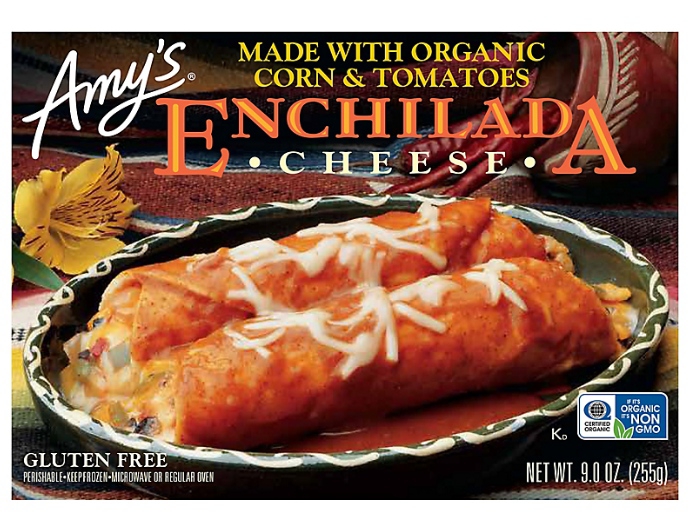 Amy's®
MADE WITH ORGANIC
CORN & TOMATOES
ENCHILADA
• CHEESE •
K D
CERTIFIED
ORGANIC
IF IT'S
ORGANIC
IT'S NON
GMO
GLUTEN FREE
PERISHABLE•KEEP FROZEN•MICROWAVE OR REGULAR OVEN
NET WT. 9.0 OZ. (255g)